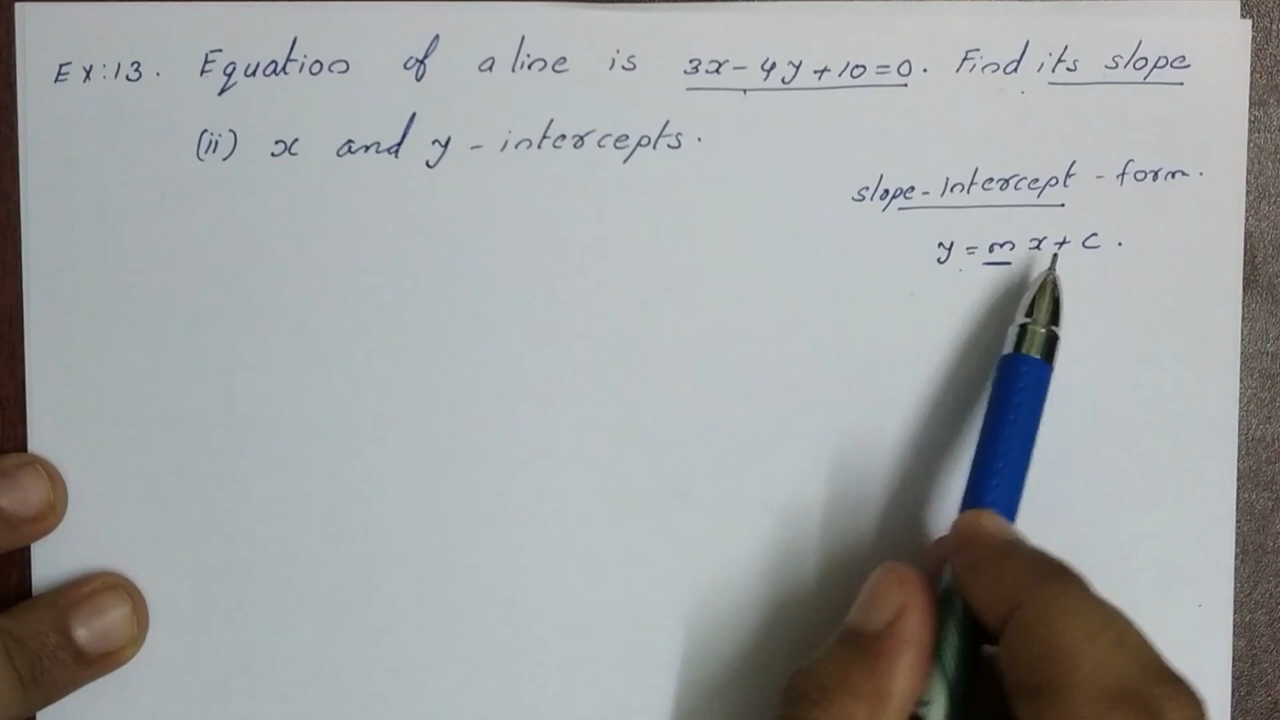 Ex:13. Equation of a line is 3x - 4y + 10 = 0. Find its slope
(ii) x and y - intercepts.
slope - intercept - form.
y = m x + c.